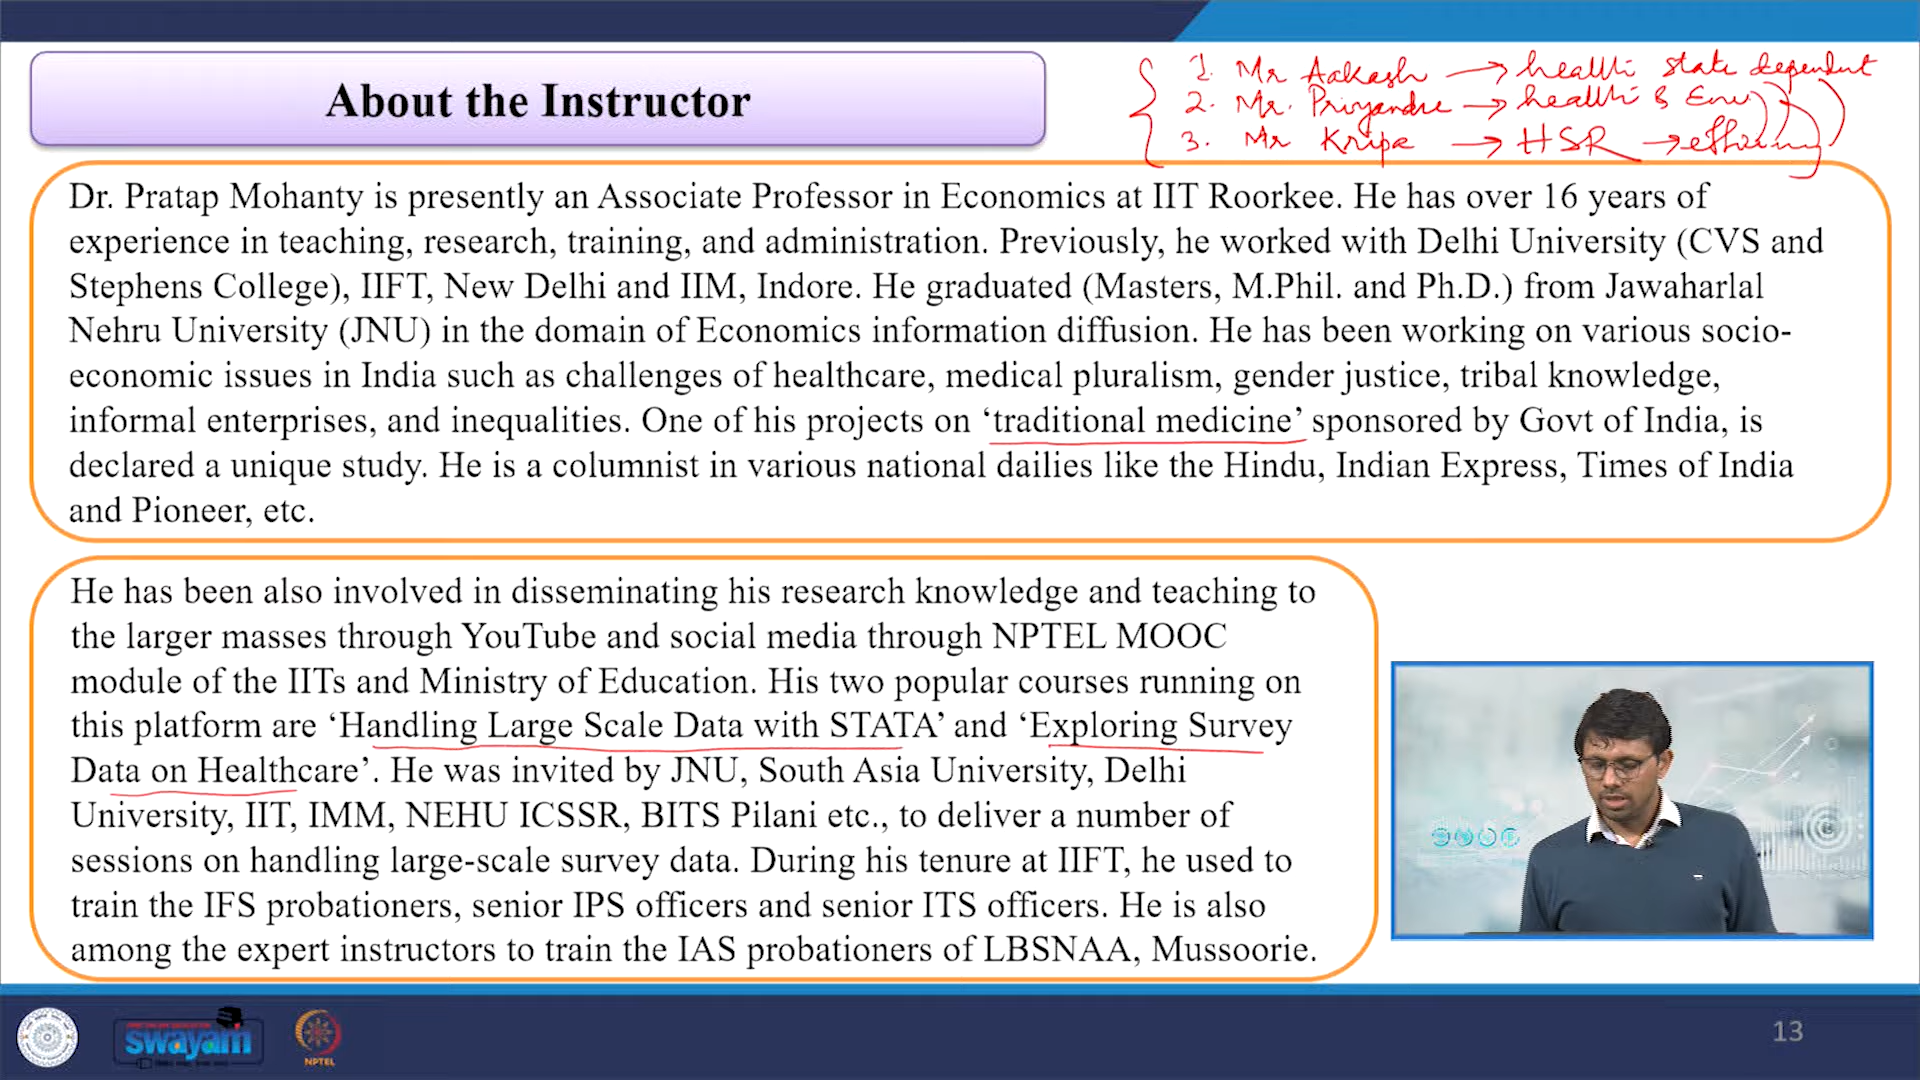 About the Instructor
1. Mr Aakash → health state dependent
2. Mr. Priyanshu → health & Env
3. Mr Kripa → HSR →
Dr. Pratap Mohanty is presently an Associate Professor in Economics at IIT Roorkee. He has over 16 years of
experience in teaching, research, training, and administration. Previously, he worked with Delhi University (CVS and
Stephens College), IIFT, New Delhi and IIM, Indore. He graduated (Masters, M.Phil. and Ph.D.) from Jawaharlal
Nehru University (JNU) in the domain of Economics information diffusion. He has been working on various socio-
economic issues in India such as challenges of healthcare, medical pluralism, gender justice, tribal knowledge,
informal enterprises, and inequalities. One of his projects on ‘traditional medicine’ sponsored by Govt of India, is
declared a unique study. He is a columnist in various national dailies like the Hindu, Indian Express, Times of India
and Pioneer, etc.
He has been also involved in disseminating his research knowledge and teaching to
the larger masses through YouTube and social media through NPTEL MOOC
module of the IITs and Ministry of Education. His two popular courses running on
this platform are ‘Handling Large Scale Data with STATA’ and ‘Exploring Survey
Data on Healthcare’. He was invited by JNU, South Asia University, Delhi
University, IIT, IMM, NEHU ICSSR, BITS Pilani etc., to deliver a number of
sessions on handling large-scale survey data. During his tenure at IIFT, he used to
train the IFS probationers, senior IPS officers and senior ITS officers. He is also
among the expert instructors to train the IAS probationers of LBSNAA, Mussoorie.
swayam
NPTEL
13